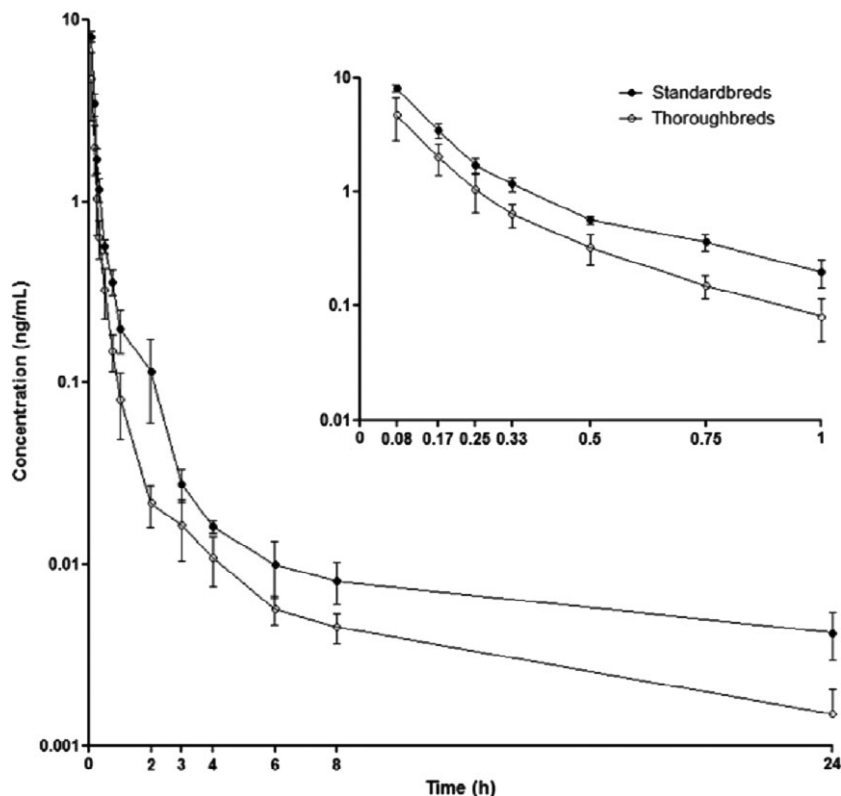 10
1
0.1
0.01
0.001
Concentration (ng/mL)
0 2 3 4 6 8 24
Time (h)
10
1
0.1
0.01
0 0.08 0.17 0.25 0.33 0.5 0.75 1
Standardbreds
Thoroughbreds